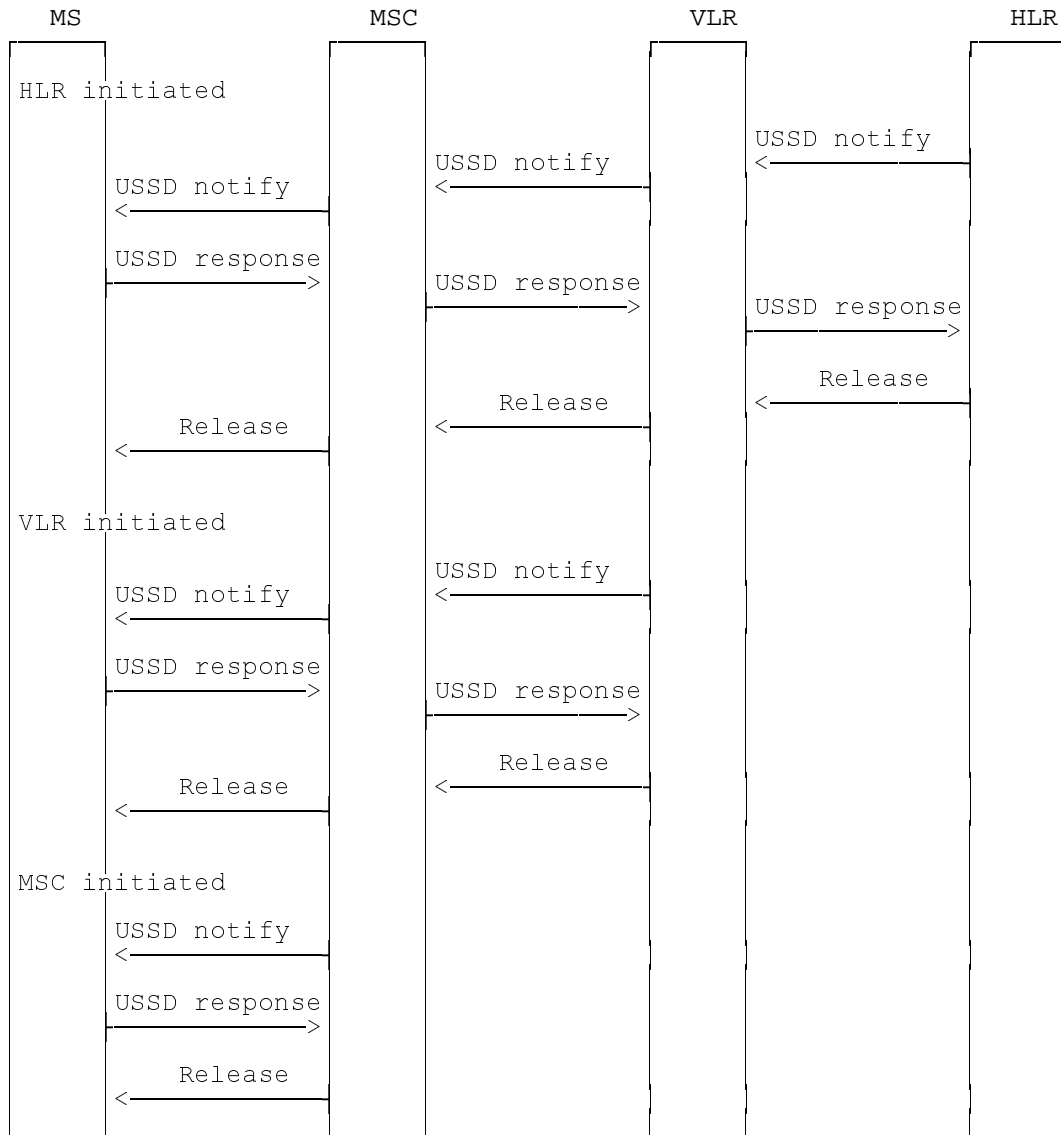 MS MSC VLR HLR
HLR initiated
USSD notify
USSD notify
USSD notify
USSD response
USSD response
USSD response
Release
Release
Release
VLR initiated
USSD notify
USSD notify
USSD response
USSD response
Release
Release
MSC initiated
USSD notify
USSD response
Release